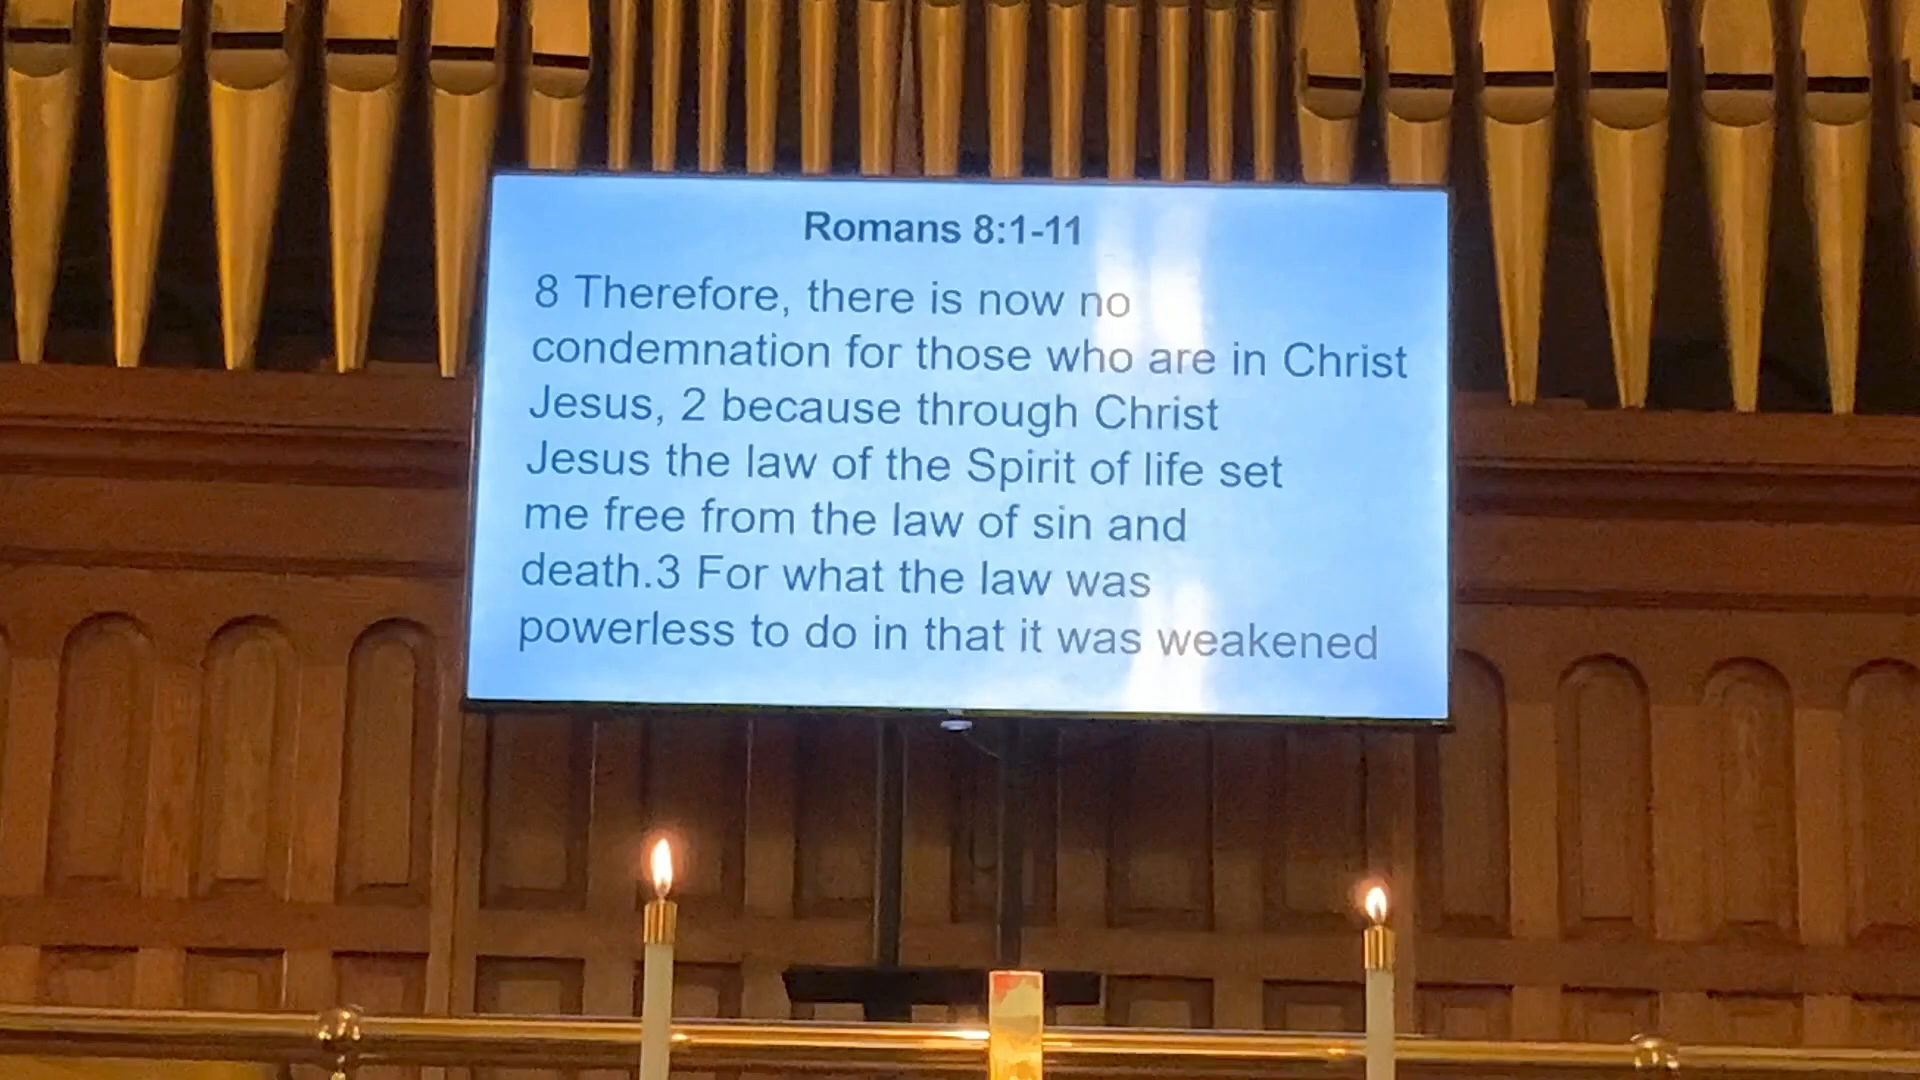 Romans 8:1-11
8 Therefore, there is now no
condemnation for those who are in Christ
Jesus, 2 because through Christ
Jesus the law of the Spirit of life set
me free from the law of sin and
death.3 For what the law was
powerless to do in that it was weakened